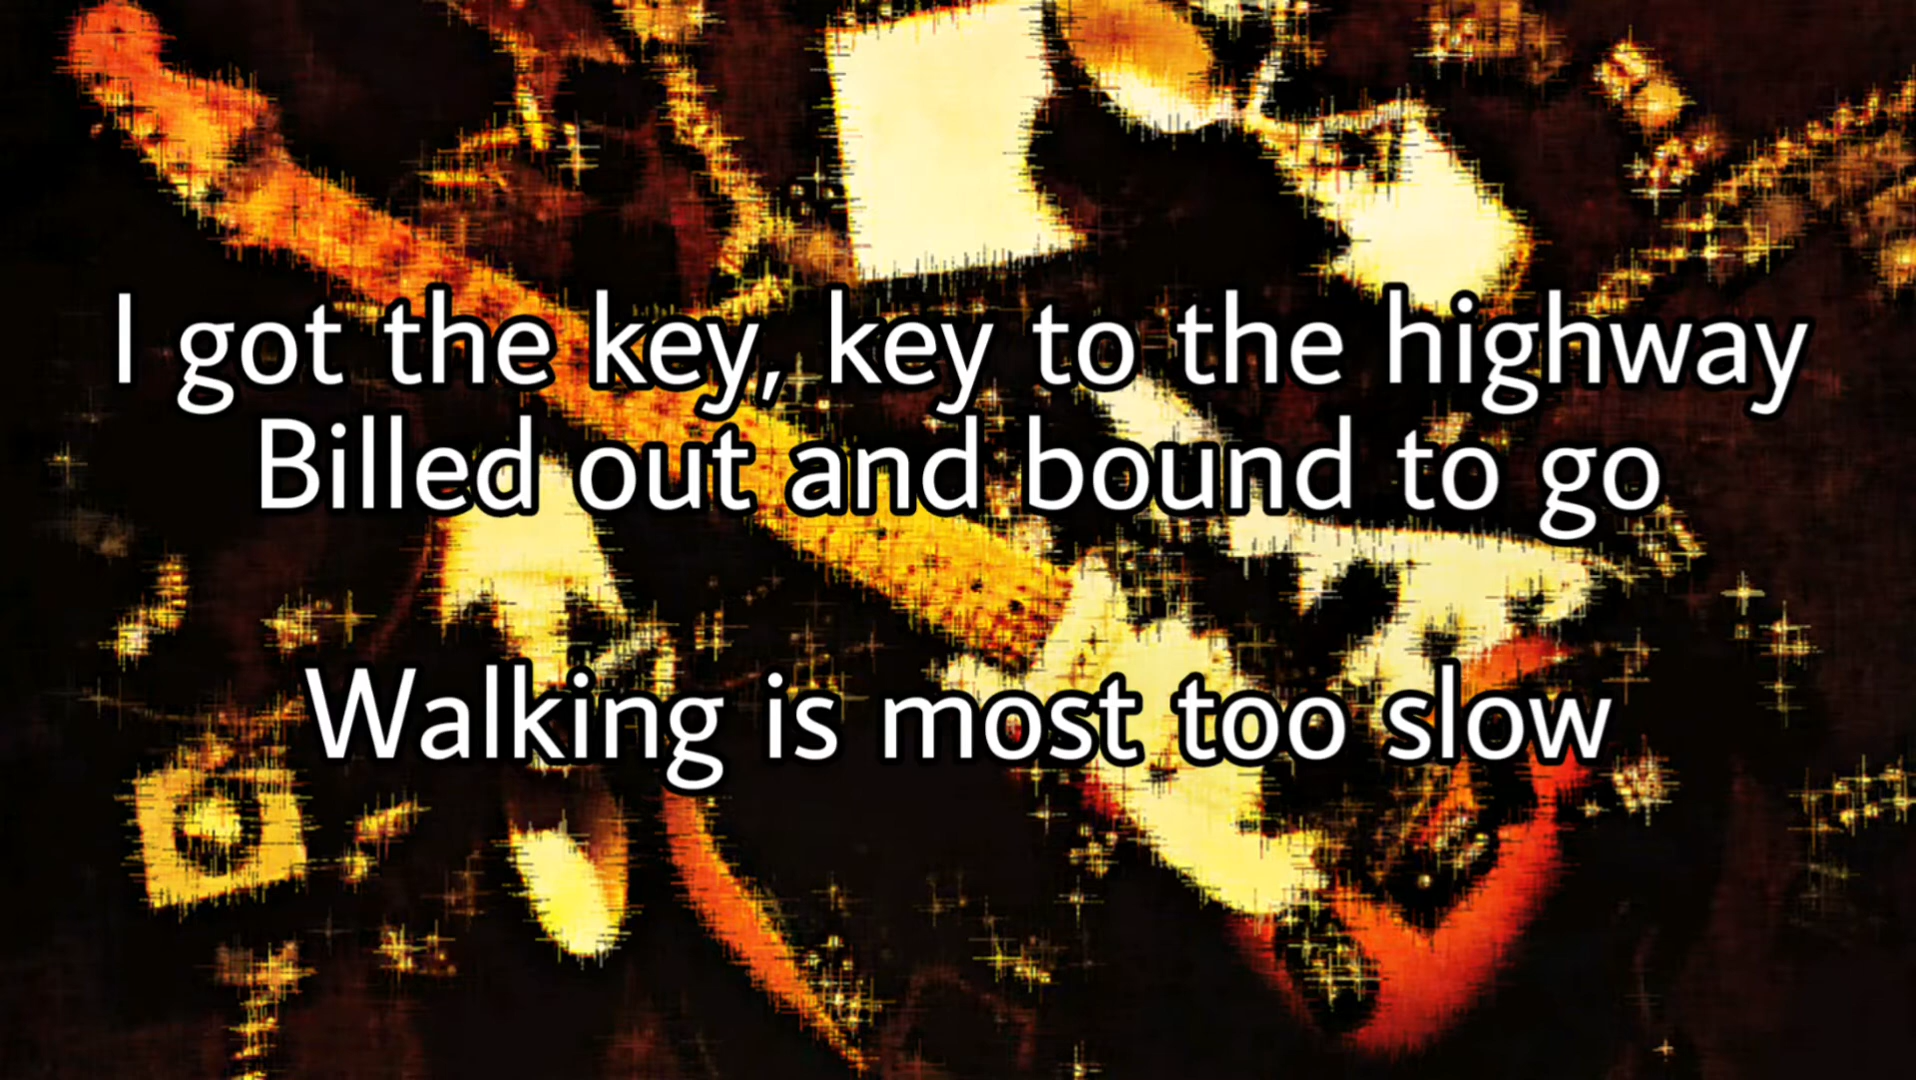 I got the key, key to the highway
Billed out and bound to go
Walking is most too slow